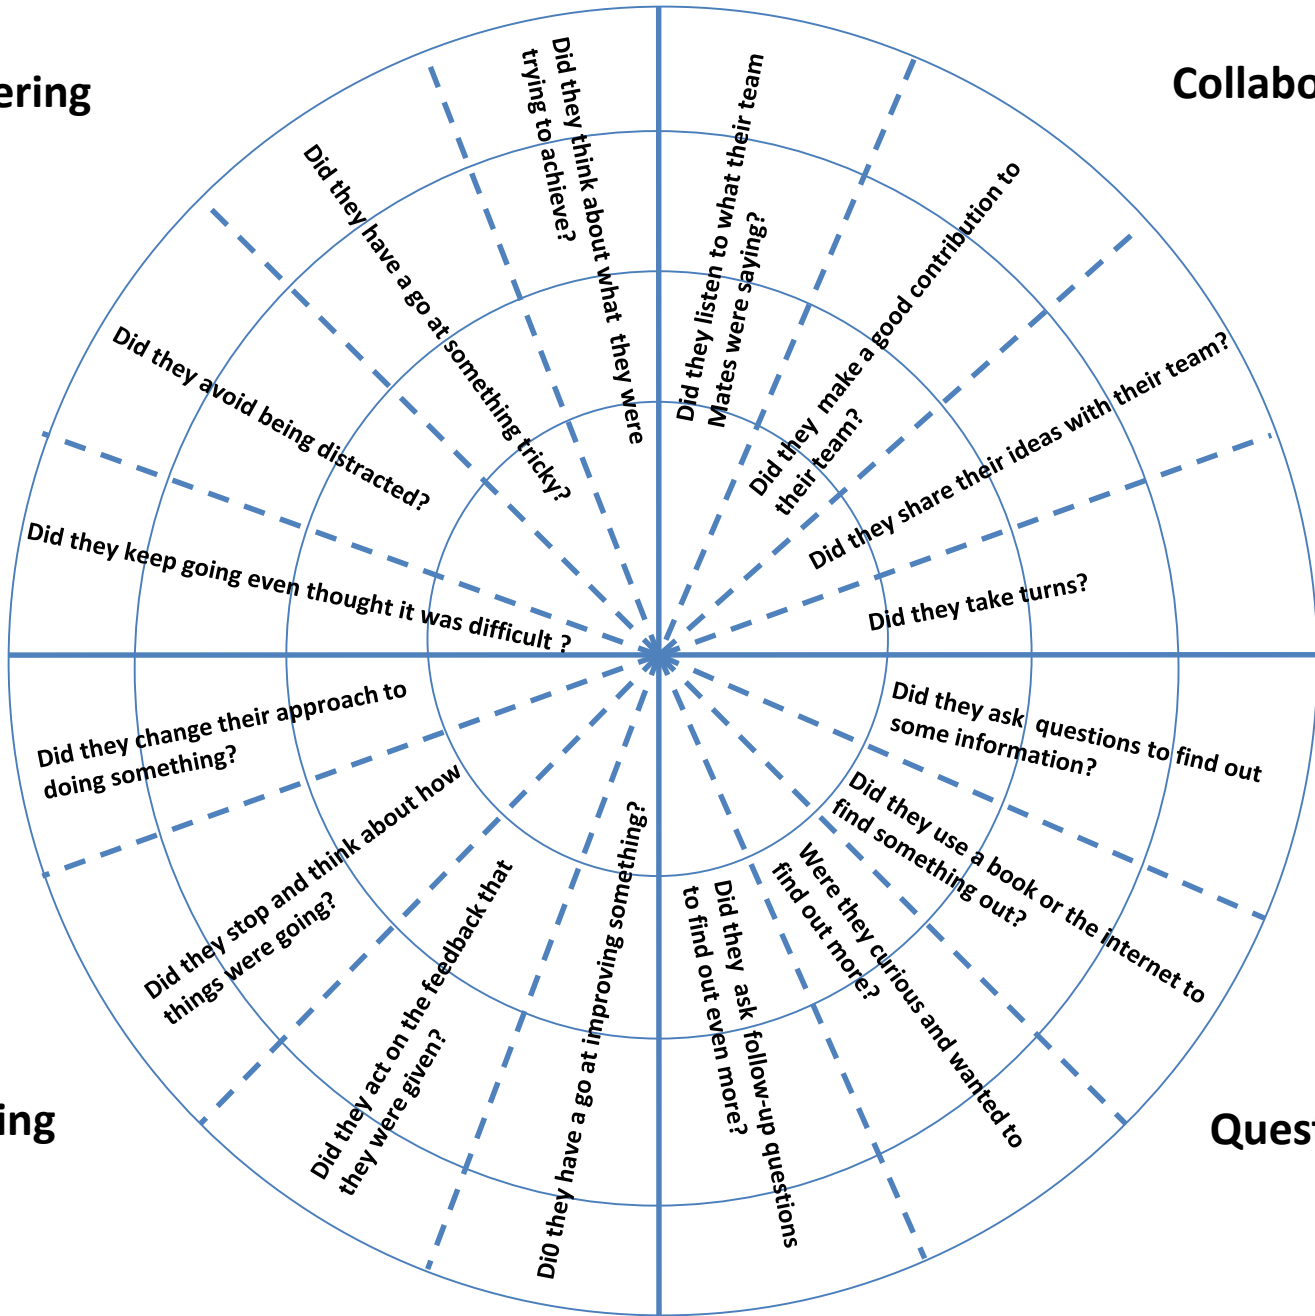 ering
Collabo
Did they think about what they were
trying to achieve?
Did they have a go at something tricky?
Did they avoid being distracted?
Did they keep going even thought it was difficult ?
Did they listen to what their team
Mates were saying?
Did they make a good contribution to
their team?
Did they share their ideas with their team?
Did they take turns?
Did they change their approach to
doing something?
Did they stop and think about how
things were going?
Did they act on the feedback that
they were given?
Di0 they have a go at improving something?
Did they ask questions to find out
some information?
Did they use a book or the internet to
find something out?
Were they curious and wanted to
find out more?
Did they ask follow-up questions
to find out even more?
ing
Quest